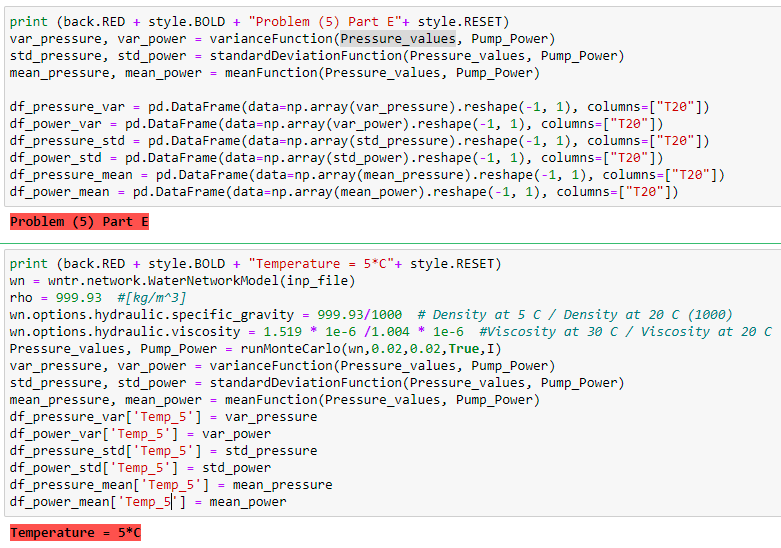 print (back.RED + style.BOLD + "Problem (5) Part E"+ style.RESET)
var_pressure, var_power = varianceFunction(Pressure_values, Pump_Power)
std_pressure, std_power = standardDeviationFunction(Pressure_values, Pump_Power)
mean_pressure, mean_power = meanFunction(Pressure_values, Pump_Power)
df_pressure_var = pd.DataFrame(data=np.array(var_pressure).reshape(-1, 1), columns=["T20"])
df_power_var = pd.DataFrame(data=np.array(var_power).reshape(-1, 1), columns=["T20"])
df_pressure_std = pd.DataFrame(data=np.array(std_pressure).reshape(-1, 1), columns=["T20"])
df_power_std = pd.DataFrame(data=np.array(std_power).reshape(-1, 1), columns=["T20"])
df_pressure_mean = pd.DataFrame(data=np.array(mean_pressure).reshape(-1, 1), columns=["T20"])
df_power_mean = pd.DataFrame(data=np.array(mean_power).reshape(-1, 1), columns=["T20"])
Problem (5) Part E
print (back.RED + style.BOLD + "Temperature = 5*C"+ style.RESET)
wn = wntr.network.WaterNetworkModel(inp_file)
rho = 999.93  #[kg/m^3]
wn.options.hydraulic.specific_gravity = 999.93/1000  # Density at 5 C / Density at 20 C (1000)
wn.options.hydraulic.viscosity = 1.519 * 1e-6 /1.004 * 1e-6  #Viscosity at 30 C / Viscosity at 20 C
Pressure_values, Pump_Power = runMonteCarlo(wn,0.02,0.02,True,I)
var_pressure, var_power = varianceFunction(Pressure_values, Pump_Power)
std_pressure, std_power = standardDeviationFunction(Pressure_values, Pump_Power)
mean_pressure, mean_power = meanFunction(Pressure_values, Pump_Power)
df_pressure_var['Temp_5'] = var_pressure
df_power_var['Temp_5'] = var_power
df_pressure_std['Temp_5'] = std_pressure
df_power_std['Temp_5'] = std_power
df_pressure_mean['Temp_5'] = mean_pressure
df_power_mean['Temp_5'] = mean_power
Temperature = 5*C